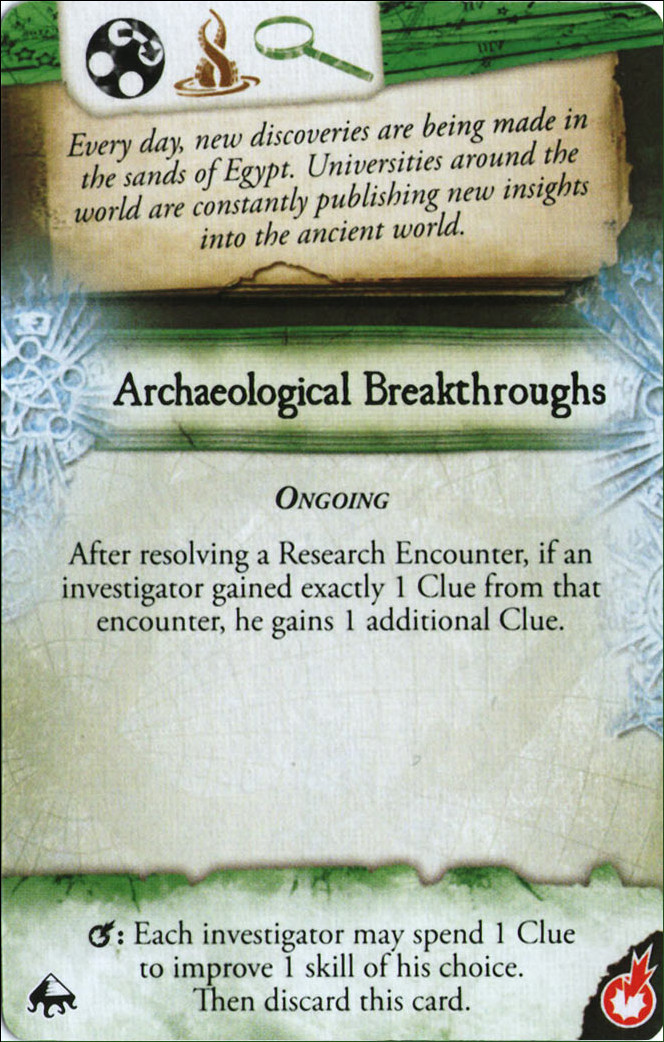 Every day, new discoveries are being made in
the sands of Egypt. Universities around the
world are constantly publishing new insights
into the ancient world.
Archaeological Breakthroughs
Ongoing
After resolving a Research Encounter, if an
investigator gained exactly 1 Clue from that
encounter, he gains 1 additional Clue.
: Each investigator may spend 1 Clue
to improve 1 skill of his choice.
Then discard this card.